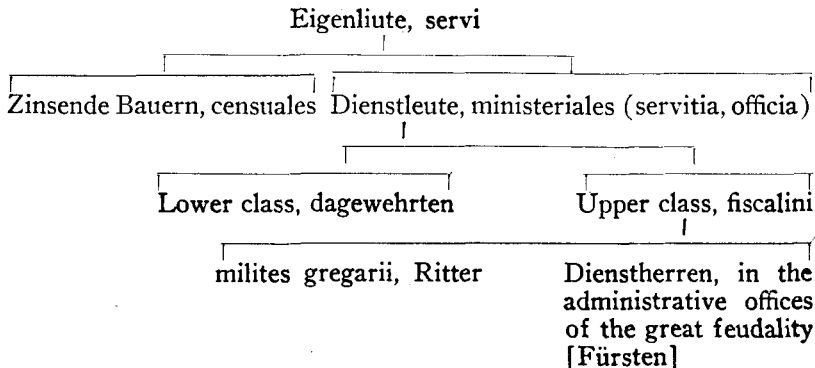 Eigenliute, servi
Zinsende Bauern, censuales Dienstleute, ministeriales (servitia, officia)
Lower class, dagewehrten Upper class, fiscalini
milites gregarii, Ritter Dienstherren, in the
administrative offices
of the great feudality
[Fürsten]